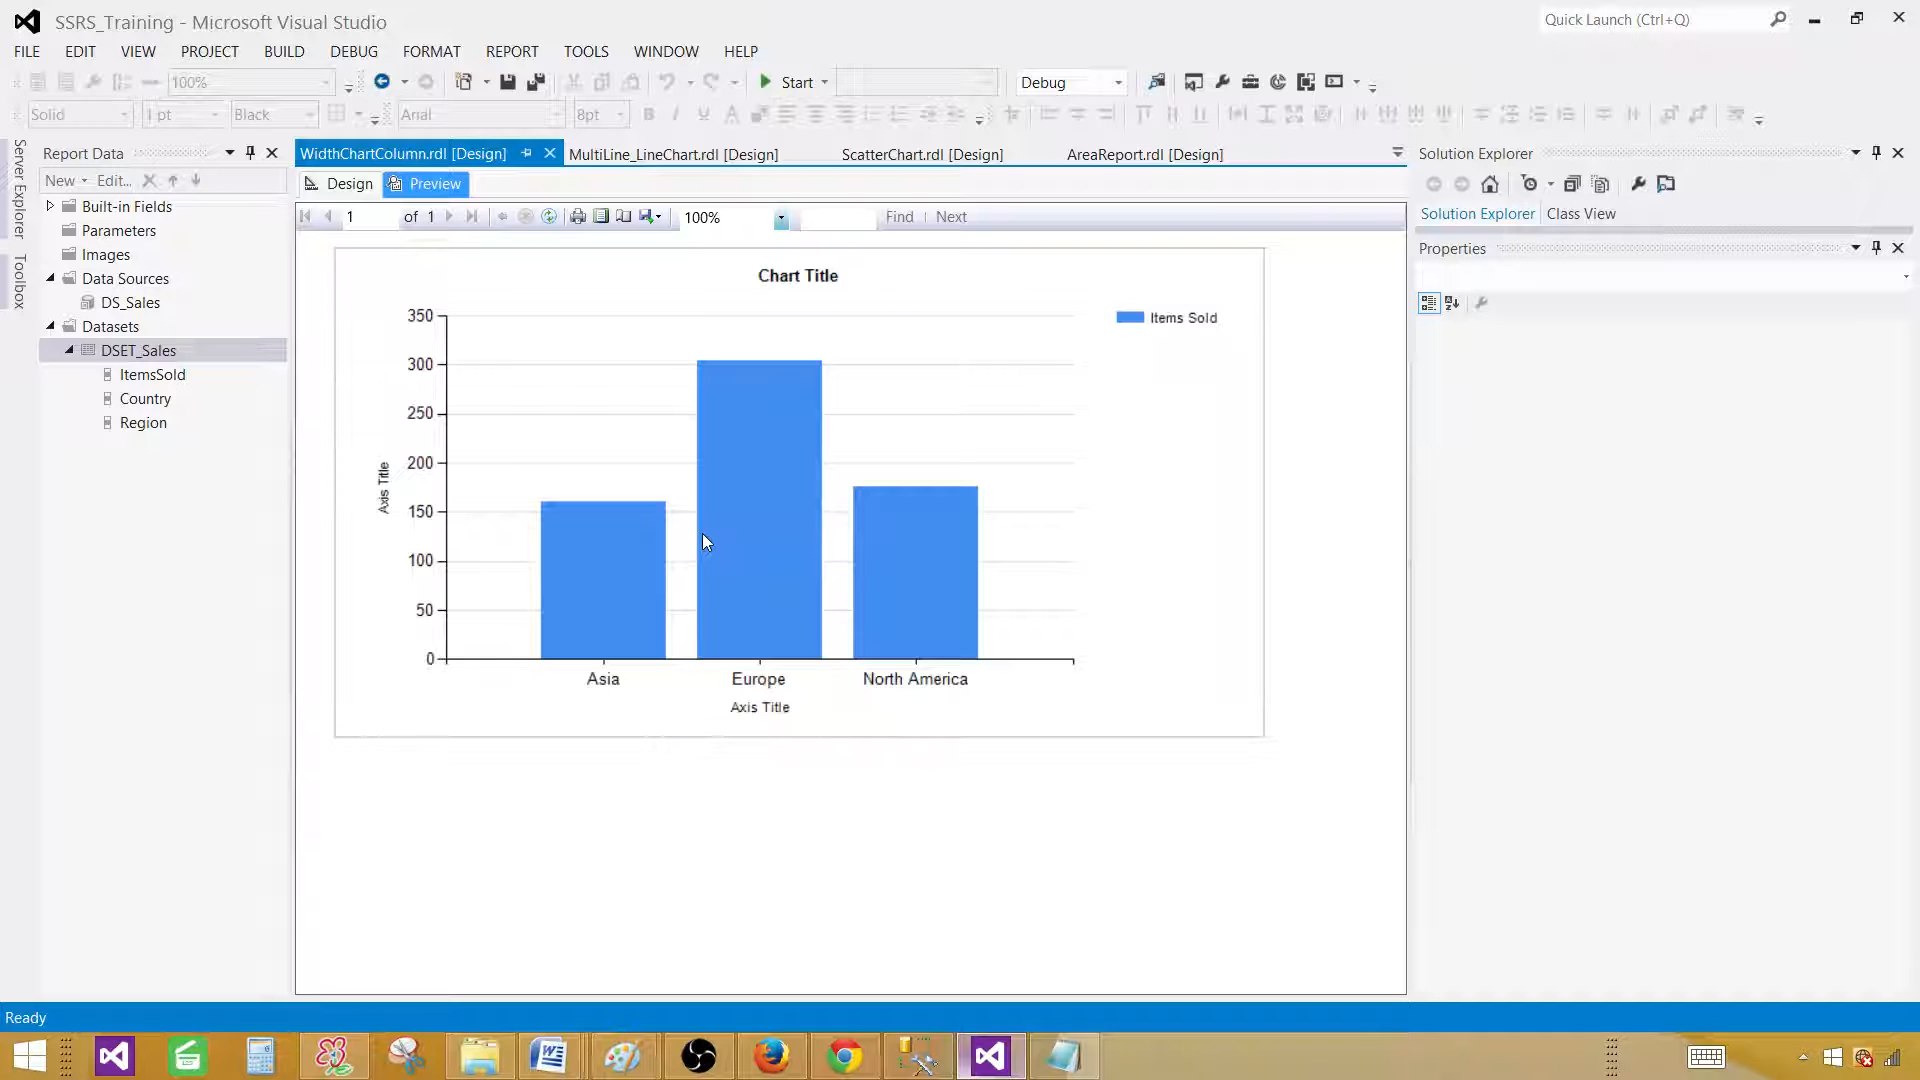 SSRS_Training - Microsoft Visual Studio
Quick Launch (Ctrl+Q)
FILE EDIT VIEW PROJECT BUILD DEBUG FORMAT REPORT TOOLS WINDOW HELP
100% Start Debug
Solid 1 pt Black Arial 8pt
Server Explorer
Toolbox
Report Data
New Edit...
Built-in Fields
Parameters
Images
Data Sources
DS_Sales
Datasets
DSET_Sales
ItemsSold
Country
Region
WidthChartColumn.rdl [Design] MultiLine_LineChart.rdl [Design] ScatterChart.rdl [Design] AreaReport.rdl [Design]
Design Preview
1 of 1 100% Find Next
Chart Title
Items Sold
350
300
250
200
150
100
50
0
Axis Title
Asia Europe North America
Axis Title
Solution Explorer
Solution Explorer Class View
Properties
Ready